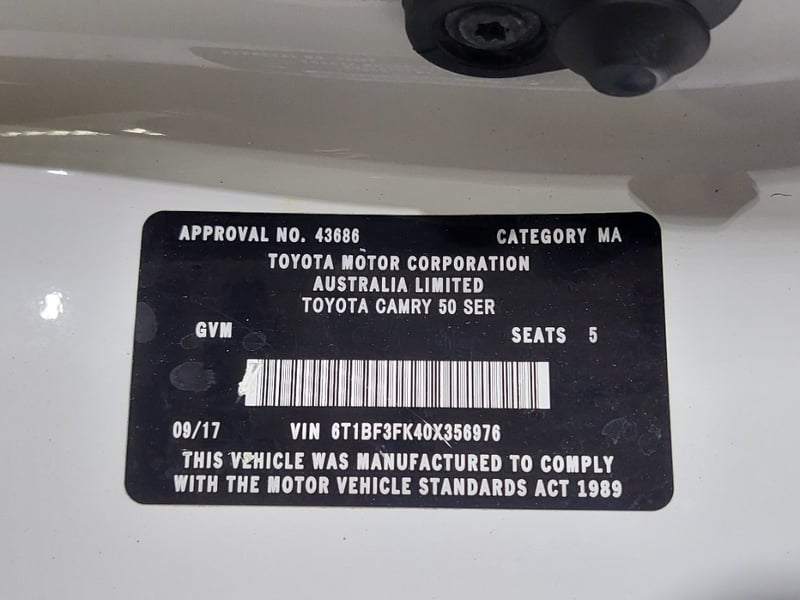 APPROVAL NO. 43686 CATEGORY MA
TOYOTA MOTOR CORPORATION
AUSTRALIA LIMITED
TOYOTA CAMRY 50 SER
GVM SEATS 5
09/17 VIN 6T1BF3FK40X356976
THIS VEHICLE WAS MANUFACTURED TO COMPLY
WITH THE MOTOR VEHICLE STANDARDS ACT 1989